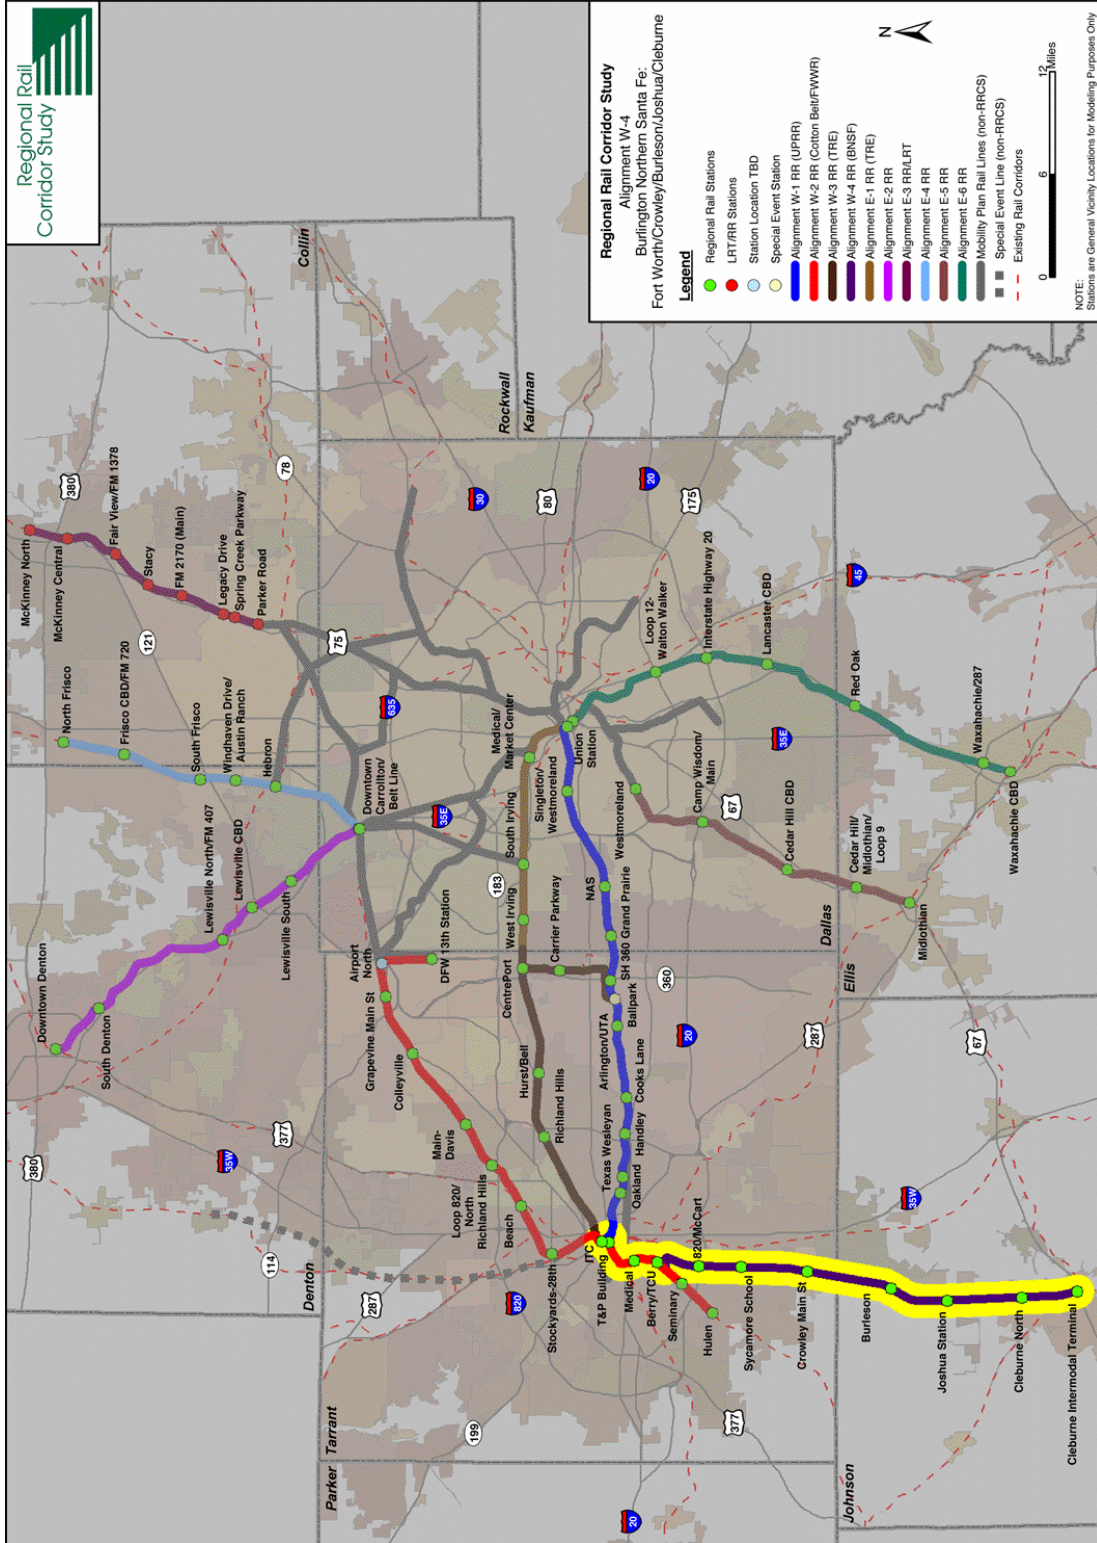 Regional Rail
Corridor Study
Regional Rail Corridor Study
Alignment W-4
Burlington Northern Santa Fe:
Fort Worth/Crowley/Burleson/Joshua/Cleburne
Legend
Regional Rail Stations
LRT/RR Stations
Station Location TBD
Special Event Station
Alignment W-1 RR (UPRR)
Alignment W-2 RR (Cotton Belt/FWWR)
Alignment W-3 RR (TRE)
Alignment W-4 RR (BNSF)
Alignment E-1 RR (TRE)
Alignment E-2 RR
Alignment E-3 RR/LRT
Alignment E-4 RR
Alignment E-5 RR
Alignment E-6 RR
Mobility Plan Rail Lines (non-RRCS)
Special Event Line (non-RRCS)
Existing Rail Corridors
N
0
6
12
Miles
NOTE:
Stations are General Vicinity Locations for Modeling Purposes Only
McKinney North
McKinney Central
Fair View/FM 1378
Stacy
FM 2170 (Main)
Legacy Drive
Spring Creek Parkway
Parker Road
North Frisco
Frisco CBD/FM 720
South Frisco
Windhaven Drive/
Austin Ranch
Hebron
Downtown
Carrollton/
Belt Line
Lewisville North/FM 407
Lewisville CBD
Lewisville South
Downtown Denton
South Denton
Airport
North
DFW 13th Station
Grapevine Main St
Colleyville
Main-
Davis
Loop 820/
North
Richland Hills
Beach
Stockyards-28th
ITC
T&P Building
Medical
Berry/TCU
Seminary
Hulen
820/McCart
Sycamore School
Crowley Main St
Burleson
Joshua Station
Cleburne North
Cleburne Intermodal Terminal
Richland Hills
Hurst/Bell
CentrePort
Carrier Parkway
West Irving
South Irving
Medical/
Market Center
Union
Station
Singleton/
Westmoreland
NAS
Grand Prairie
SH 360
Ballpark
Arlington/UTA
Cooks Lane
Handley
Texas Wesleyan
Oakland
Westmoreland
Camp Wisdom/
Main
Cedar Hill CBD
Cedar Hill/
Midlothian/
Loop 9
Midlothian
Loop 12-
Walton Walker
Interstate Highway 20
Lancaster CBD
Red Oak
Waxahachie/287
Waxahachie CBD
Collin
Rockwall
Kaufman
Dallas
Ellis
Denton
Parker
Tarrant
Johnson
380
78
121
75
635
30
80
20
175
45
35E
67
35E
183
360
20
287
67
35W
380
35W
377
114
287
820
199
377
20